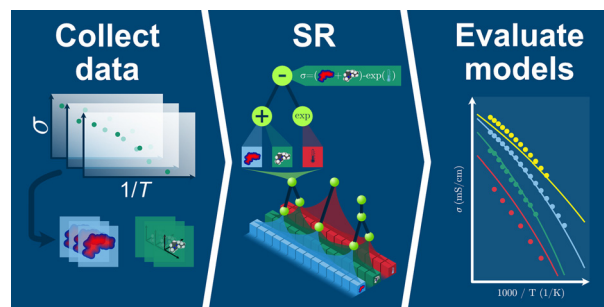 Collect
data
σ
1/T
SR
-
σ=( + )-exp( )
+
exp
Evaluate
models
σ (mS/cm)
1000 / T (1/K)